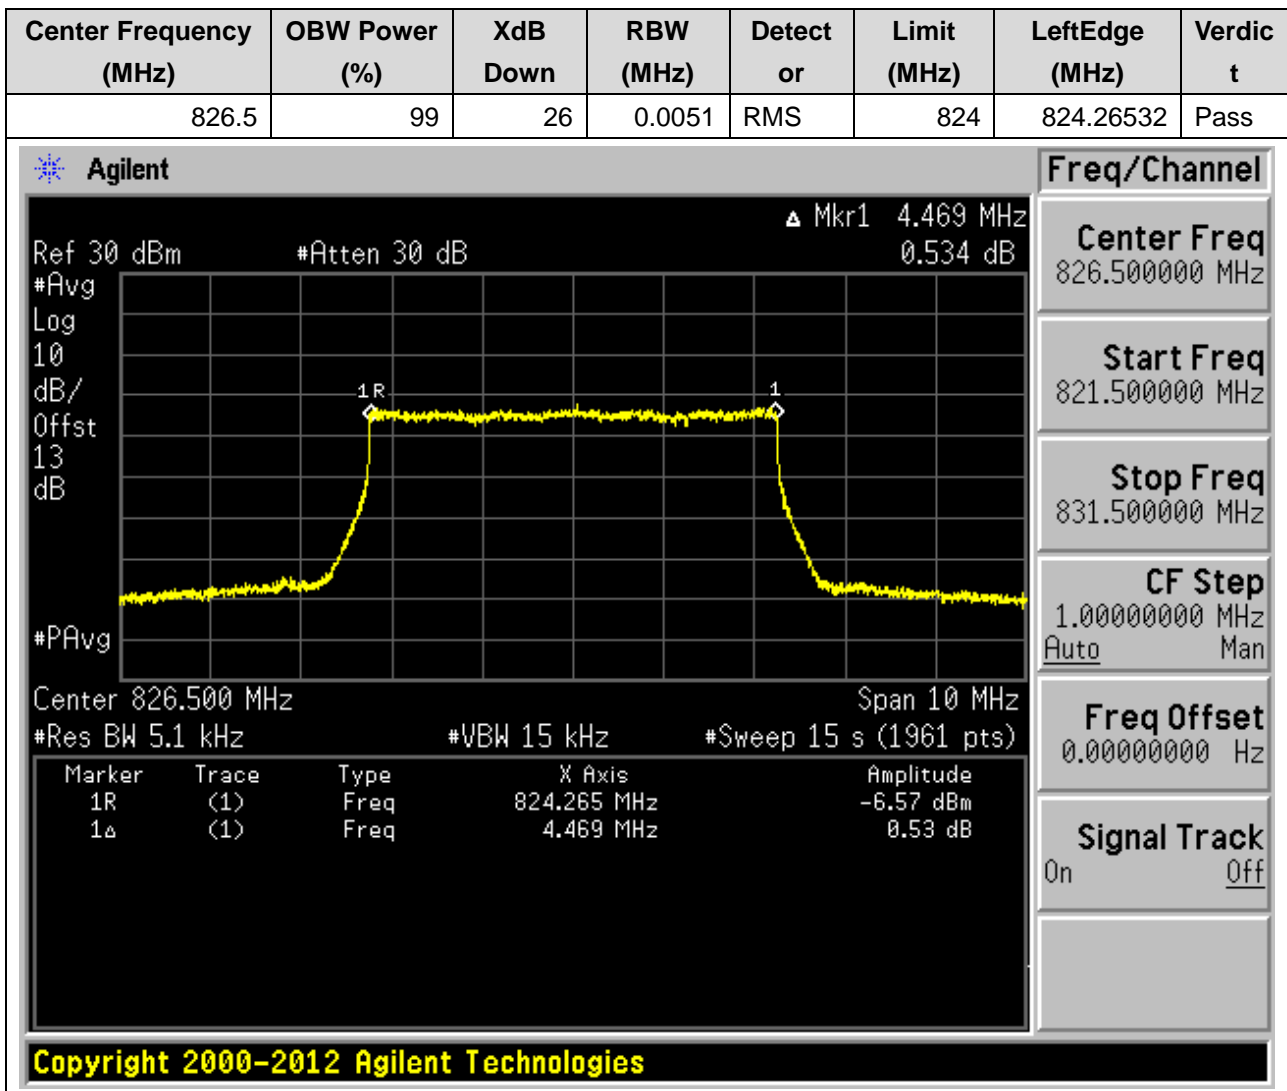 Center Frequency OBW Power XdB RBW Detect Limit LeftEdge Verdic
(MHz) (%) Down (MHz) or (MHz) (MHz) t
826.5 99 26 0.0051 RMS 824 824.26532 Pass
Agilent Freq/Channel
Δ Mkr1 4.469 MHz
Ref 30 dBm #Atten 30 dB 0.534 dB
#Avg
Log
10
dB/
Offst
13
dB
1R 1
#PAvg
Center 826.500 MHz Span 10 MHz
#Res BW 5.1 kHz #VBW 15 kHz #Sweep 15 s (1961 pts)
Marker Trace Type X Axis Amplitude
1R (1) Freq 824.265 MHz -6.57 dBm
1Δ (1) Freq 4.469 MHz 0.53 dB
Center Freq
826.500000 MHz
Start Freq
821.500000 MHz
Stop Freq
831.500000 MHz
CF Step
1.00000000 MHz
Auto Man
Freq Offset
0.00000000 Hz
Signal Track
On Off
Copyright 2000-2012 Agilent Technologies